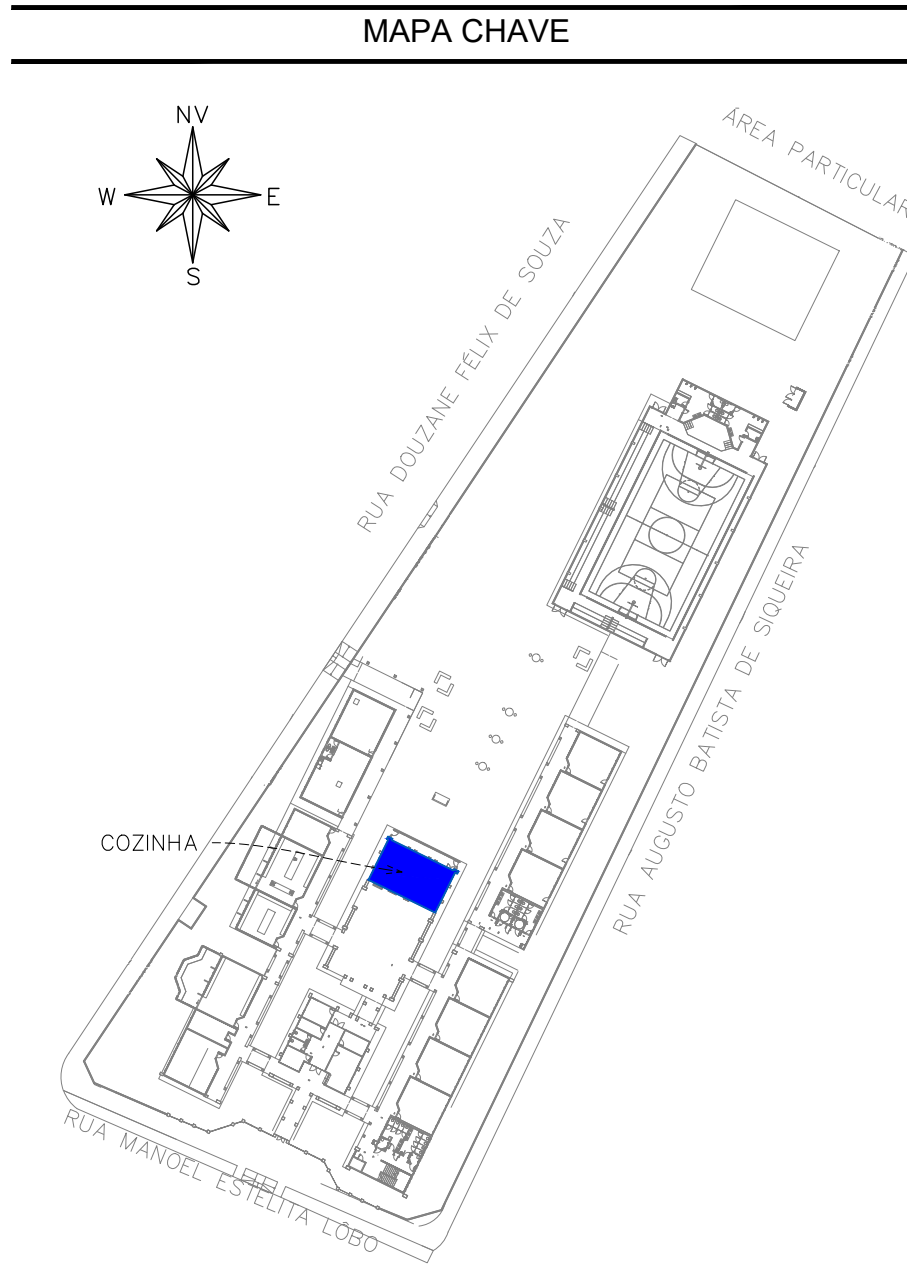 MAPA CHAVE
NV
W
E
S
ÁREA PARTICULAR
RUA DOUZANE FÉLIX DE SOUZA
RUA AUGUSTO BATISTA DE SIQUEIRA
COZINHA
RUA MANOEL ESTELITA LÔBO